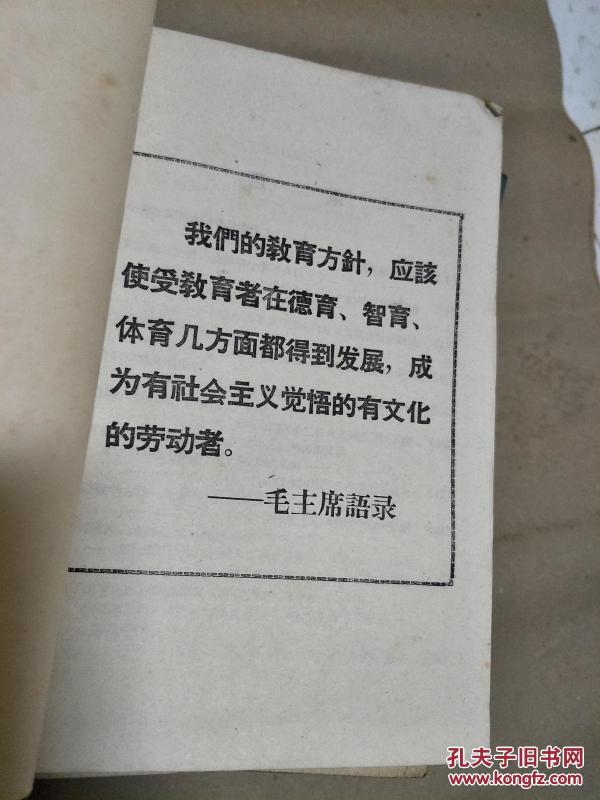 我們的敎育方針，应該
使受敎育者在德育、智育、
体育几方面都得到发展，成
为有社会主义觉悟的有文化
的劳动者。
——毛主席語录
孔夫子旧书网
www.kongfz.com